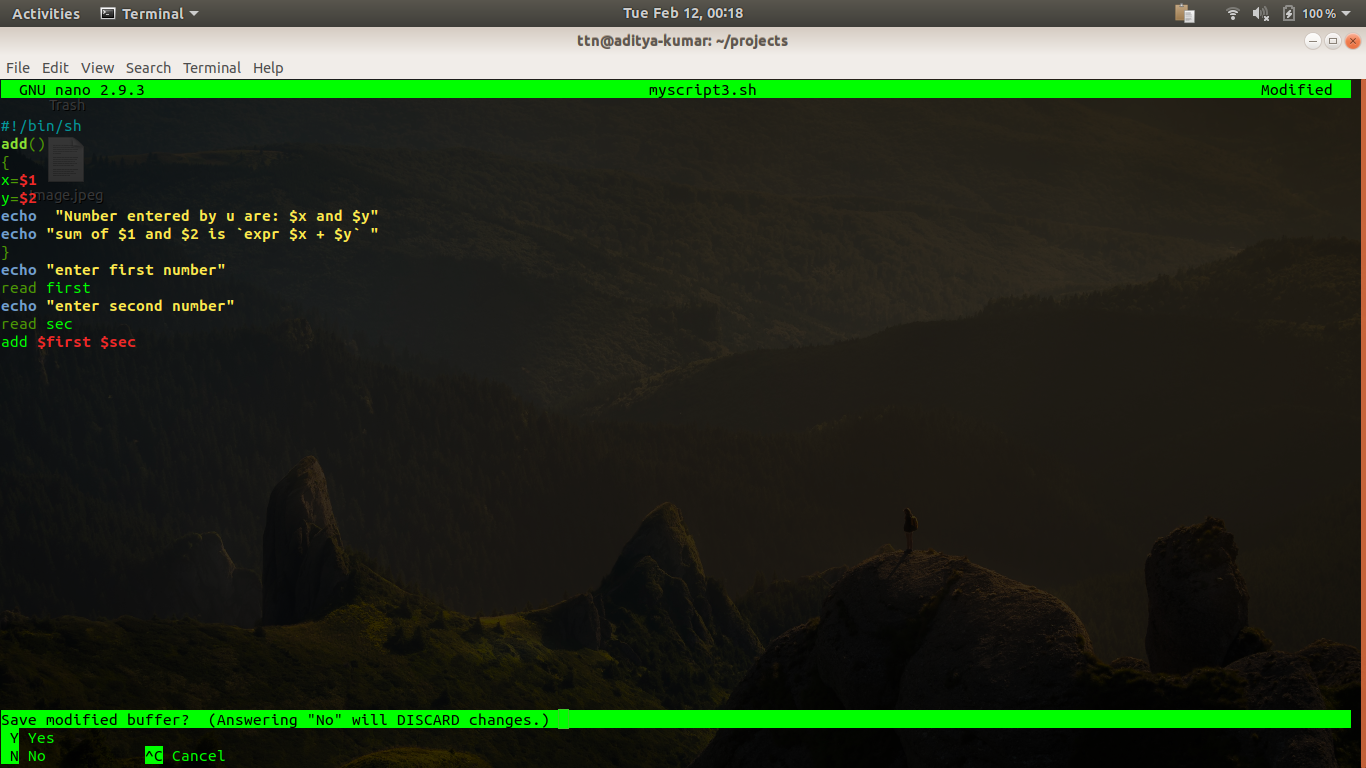 Activities Terminal Tue Feb 12, 00:18 100 %
ttn@aditya-kumar: ~/projects
File Edit View Search Terminal Help
GNU nano 2.9.3 myscript3.sh Modified
Trash
#!/bin/sh
add()
{
x=$1
y=$2
image.jpeg
echo  "Number entered by u are: $x and $y"
echo "sum of $1 and $2 is `expr $x + $y` "
}
echo "enter first number"
read first
echo "enter second number"
read sec
add $first $sec
Save modified buffer?  (Answering "No" will DISCARD changes.)
Y Yes
N No ^C Cancel